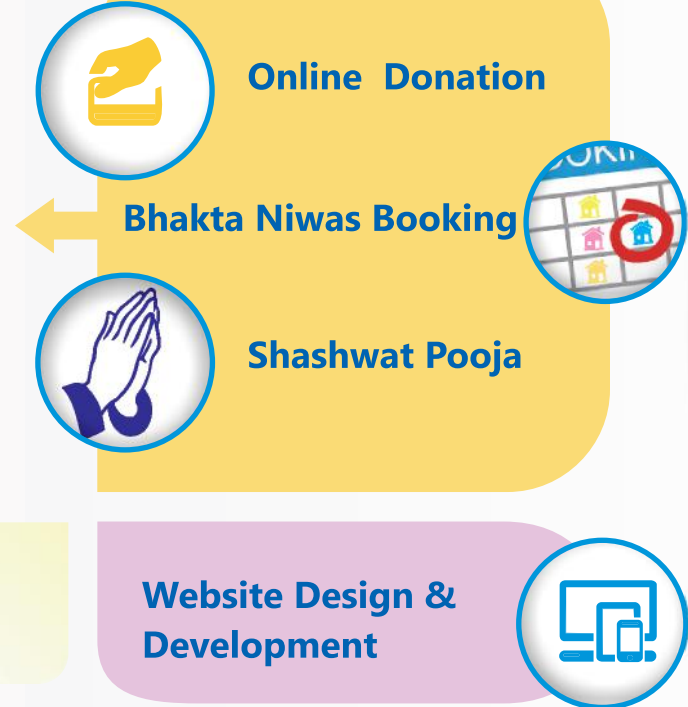 Online Donation
Bhakta Niwas Booking
Shashwat Pooja
Website Design &
Development